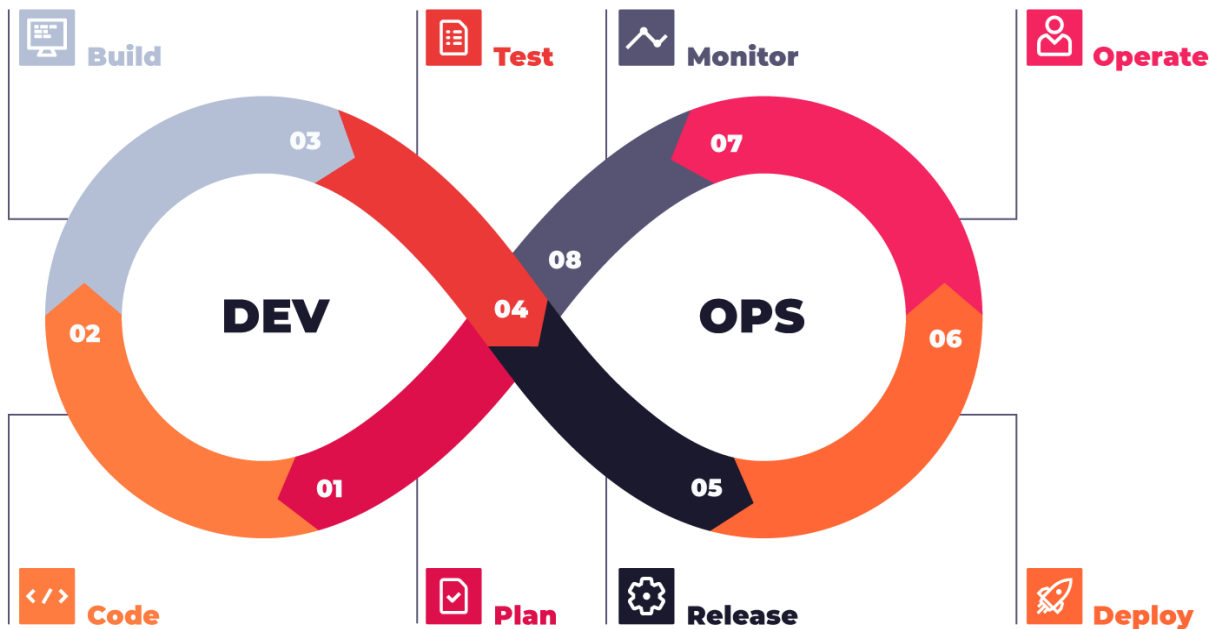 Build
Test
Monitor
Operate
03
07
08
DEV
04
OPS
02
06
01
05
Code
Plan
Release
Deploy